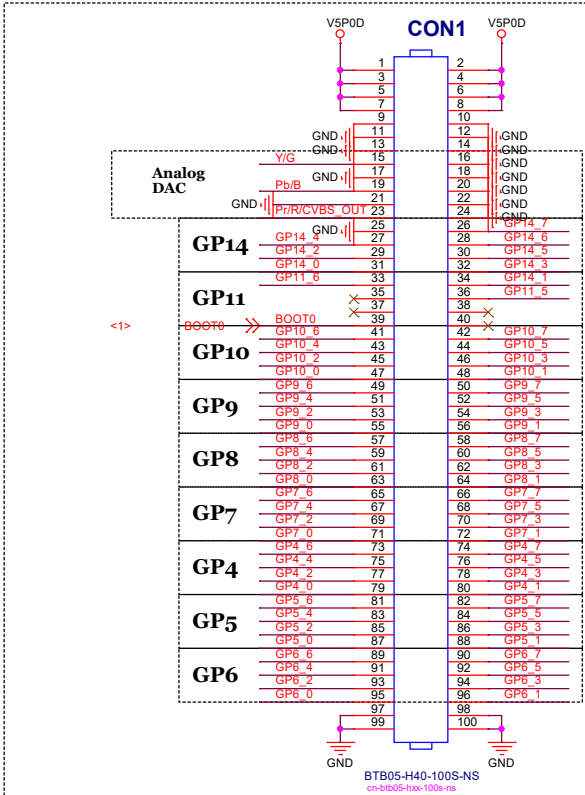 V5P0D CON1 V5P0D
1 2
3 4
5 6
7 8
9 10
GND 11 12 GND
GND 13 14 GND
Y/G 15 16 GND
Analog DAC GND 17 18 GND
Pb/B 19 20 GND
GND 21 22 GND
Pr/R/CVBS_OUT 23 24 GND
GND 25 26 GP14_7
GP14 GP14_4 27 28 GP14_6
GP14_2 29 30 GP14_5
GP14_0 31 32 GP14_3
GP11_6 33 34 GP14_1
GP11 35 36 GP11_5
37 38
<1> BOOT0 BOOT0 39 40
GP10_6 41 42 GP10_7
GP10 GP10_4 43 44 GP10_5
GP10_2 45 46 GP10_3
GP10_0 47 48 GP10_1
GP9_6 49 50 GP9_7
GP9 GP9_4 51 52 GP9_5
GP9_2 53 54 GP9_3
GP9_0 55 56 GP9_1
GP8_6 57 58 GP8_7
GP8 GP8_4 59 60 GP8_5
GP8_2 61 62 GP8_3
GP8_0 63 64 GP8_1
GP7_6 65 66 GP7_7
GP7 GP7_4 67 68 GP7_5
GP7_2 69 70 GP7_3
GP7_0 71 72 GP7_1
GP4_6 73 74 GP4_7
GP4 GP4_4 75 76 GP4_5
GP4_2 77 78 GP4_3
GP4_0 79 80 GP4_1
GP5_6 81 82 GP5_7
GP5 GP5_4 83 84 GP5_5
GP5_2 85 86 GP5_3
GP5_0 87 88 GP5_1
GP6_6 89 90 GP6_7
GP6 GP6_4 91 92 GP6_5
GP6_2 93 94 GP6_3
GP6_0 95 96 GP6_1
97 98
99 100
GND GND
BTB05-H40-100S-NS
cn-btb05-hxx-100s-ns